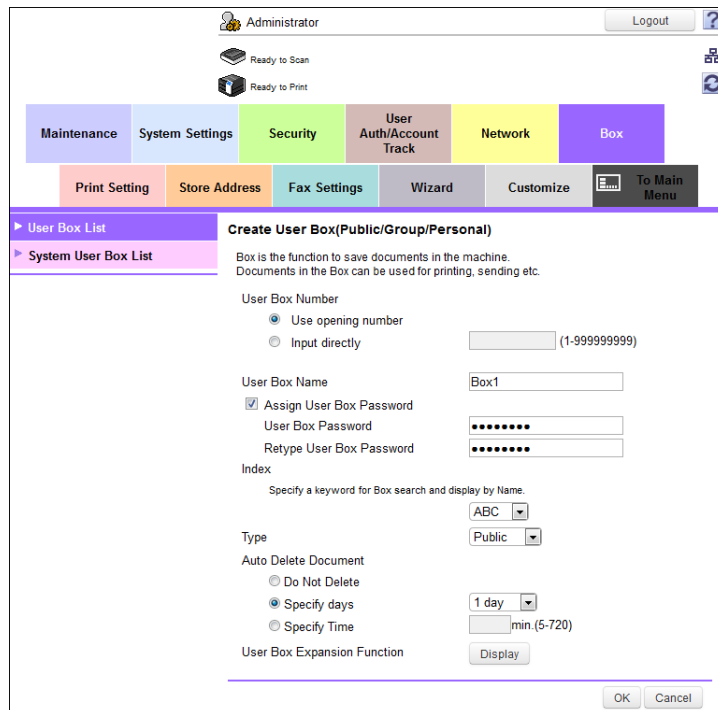 Administrator
Logout
?
Ready to Scan
Ready to Print
Maintenance
System Settings
Security
User
Auth/Account
Track
Network
Box
Print Setting
Store Address
Fax Settings
Wizard
Customize
To Main
Menu
User Box List
System User Box List
Create User Box(Public/Group/Personal)
Box is the function to save documents in the machine.
Documents in the Box can be used for printing, sending etc.
User Box Number
Use opening number
Input directly
(1-999999999)
User Box Name
Box1
Assign User Box Password
User Box Password
••••••••
Retype User Box Password
••••••••
Index
Specify a keyword for Box search and display by Name.
ABC
Type
Public
Auto Delete Document
Do Not Delete
Specify days
1 day
Specify Time
min.(5-720)
User Box Expansion Function
Display
OK
Cancel